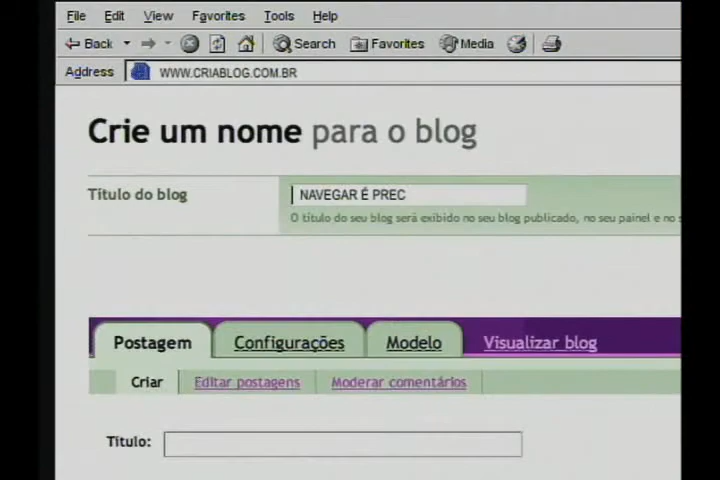 File Edit View Favorites Tools Help
Back Search Favorites Media
Address WWW.CRIABLOG.COM.BR
Crie um nome para o blog
Título do blog NAVEGAR É PREC
O título do seu blog será exibido no seu blog publicado, no seu painel e no s
Postagem Configurações Modelo Visualizar blog
Criar Editar postagens Moderar comentários
Título: